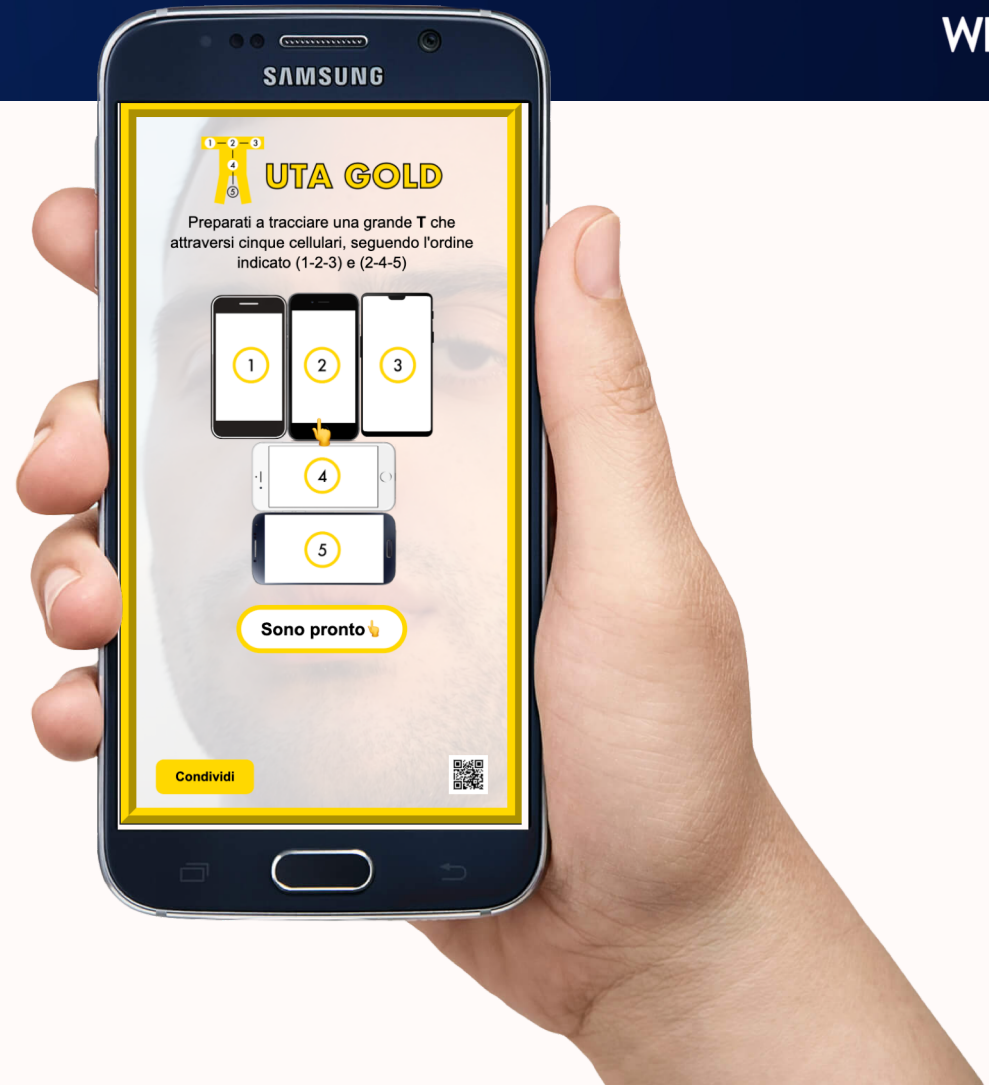 WI
SAMSUNG
1 2 3
4
5
UTA GOLD
Preparati a tracciare una grande T che
attraversi cinque cellulari, seguendo l'ordine
indicato (1-2-3) e (2-4-5)
1 2 3
4
5
Sono pronto
Condividi